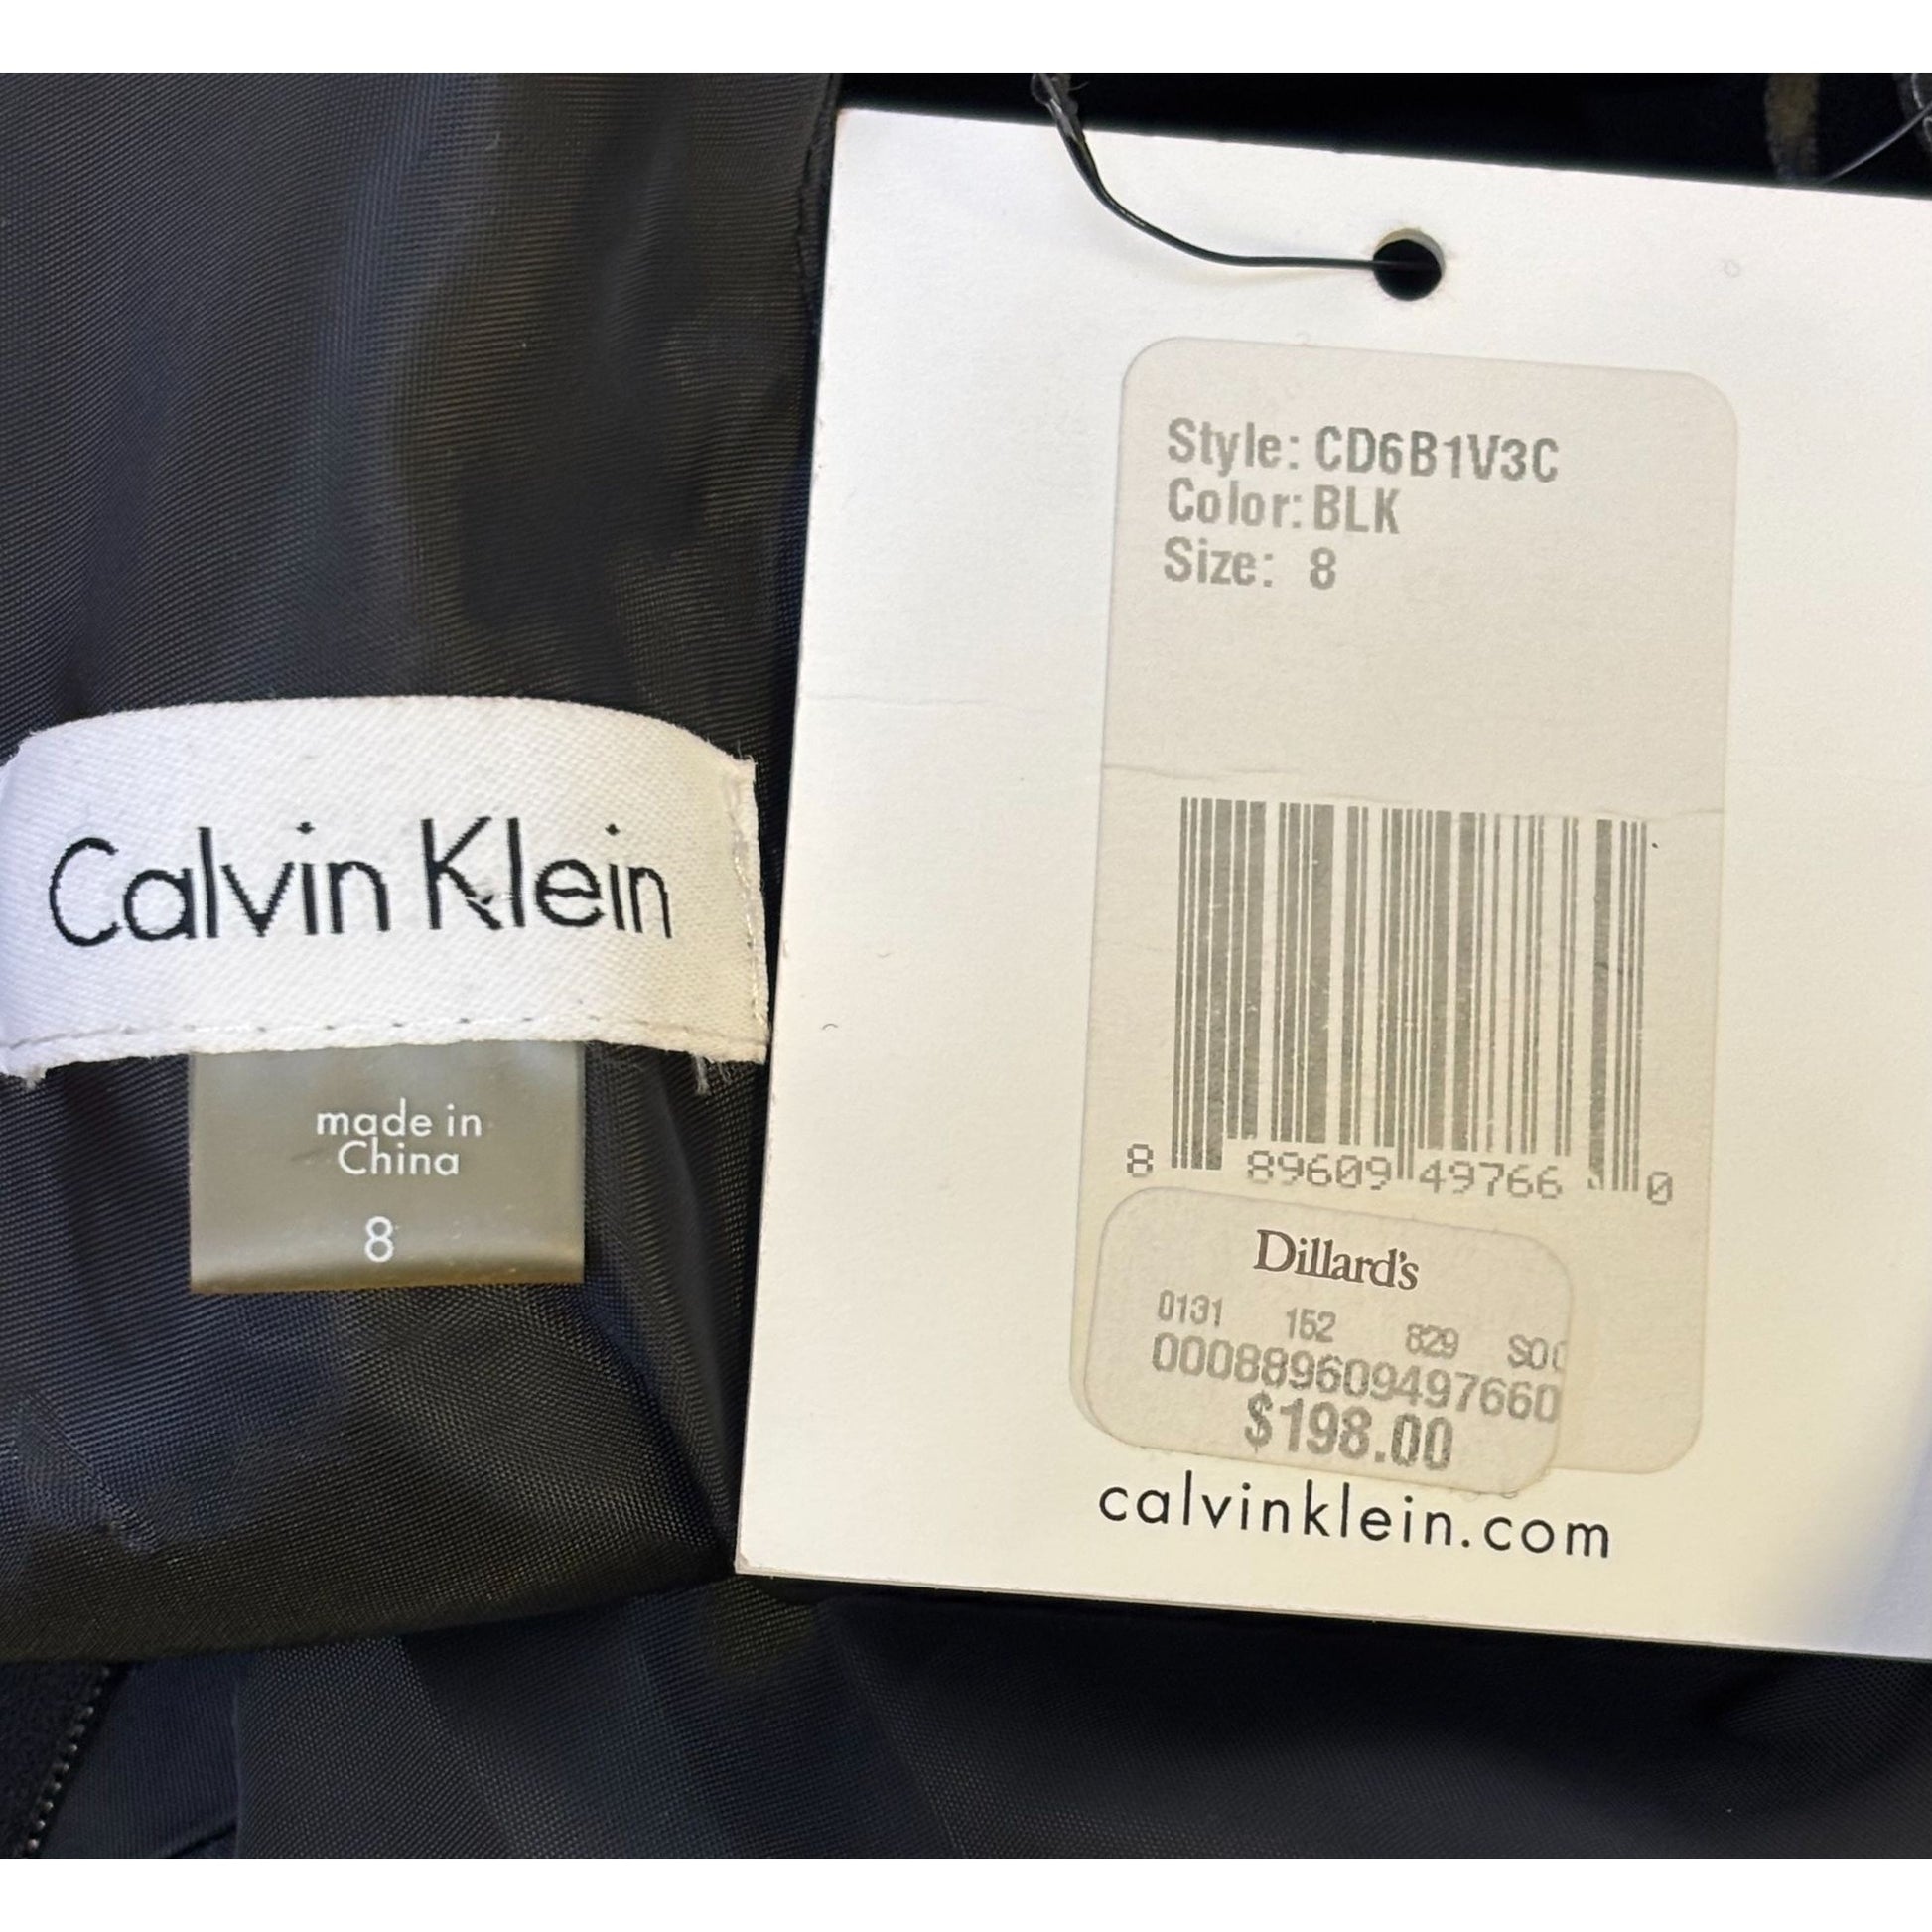 Calvin Klein
made in
China
8
Style: CD6B1V3C
Color: BLK
Size: 8
8 89609 49766 0
Dillard's
0131 152 829
000889609497660
$198.00
calvinklein.com